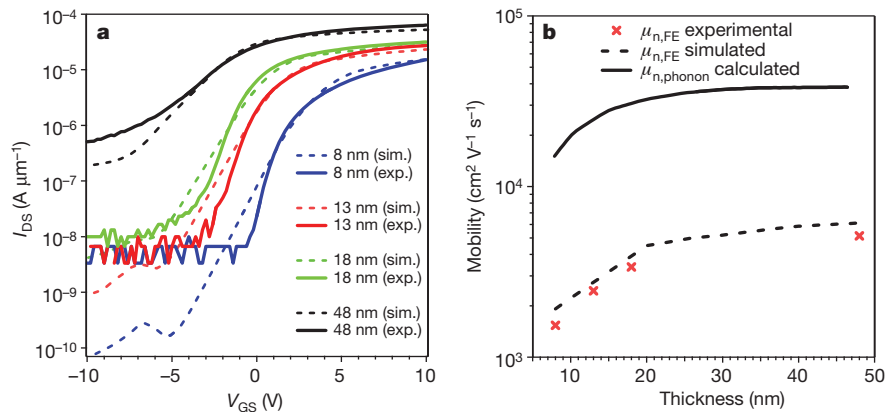 a
I_DS (A μm⁻¹)
10⁻⁴
10⁻⁵
10⁻⁶
10⁻⁷
10⁻⁸
10⁻⁹
10⁻¹⁰
8 nm (sim.)
8 nm (exp.)
13 nm (sim.)
13 nm (exp.)
18 nm (sim.)
18 nm (exp.)
48 nm (sim.)
48 nm (exp.)
−10 −5 0 5 10
V_GS (V)
b
μ_n,FE experimental
μ_n,FE simulated
μ_n,phonon calculated
Mobility (cm² V⁻¹ s⁻¹)
10⁵
10⁴
10³
10 20 30 40 50
Thickness (nm)